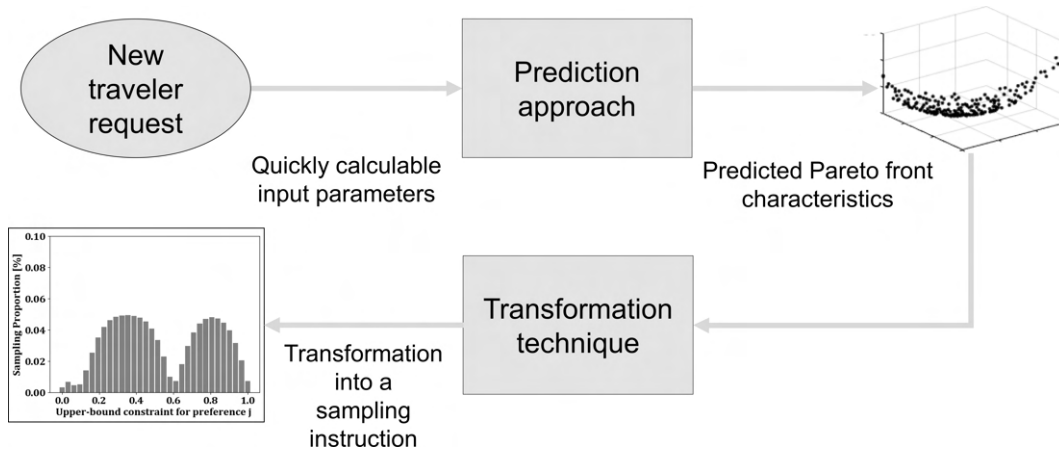 New
traveler
request
Quickly calculable
input parameters
Prediction
approach
Predicted Pareto front
characteristics
Transformation
technique
Transformation
into a
sampling
instruction
Sampling Proportion [%]
0.10
0.08
0.06
0.04
0.02
0.00
0.0 0.2 0.4 0.6 0.8 1.0
Upper-bound constraint for preference j